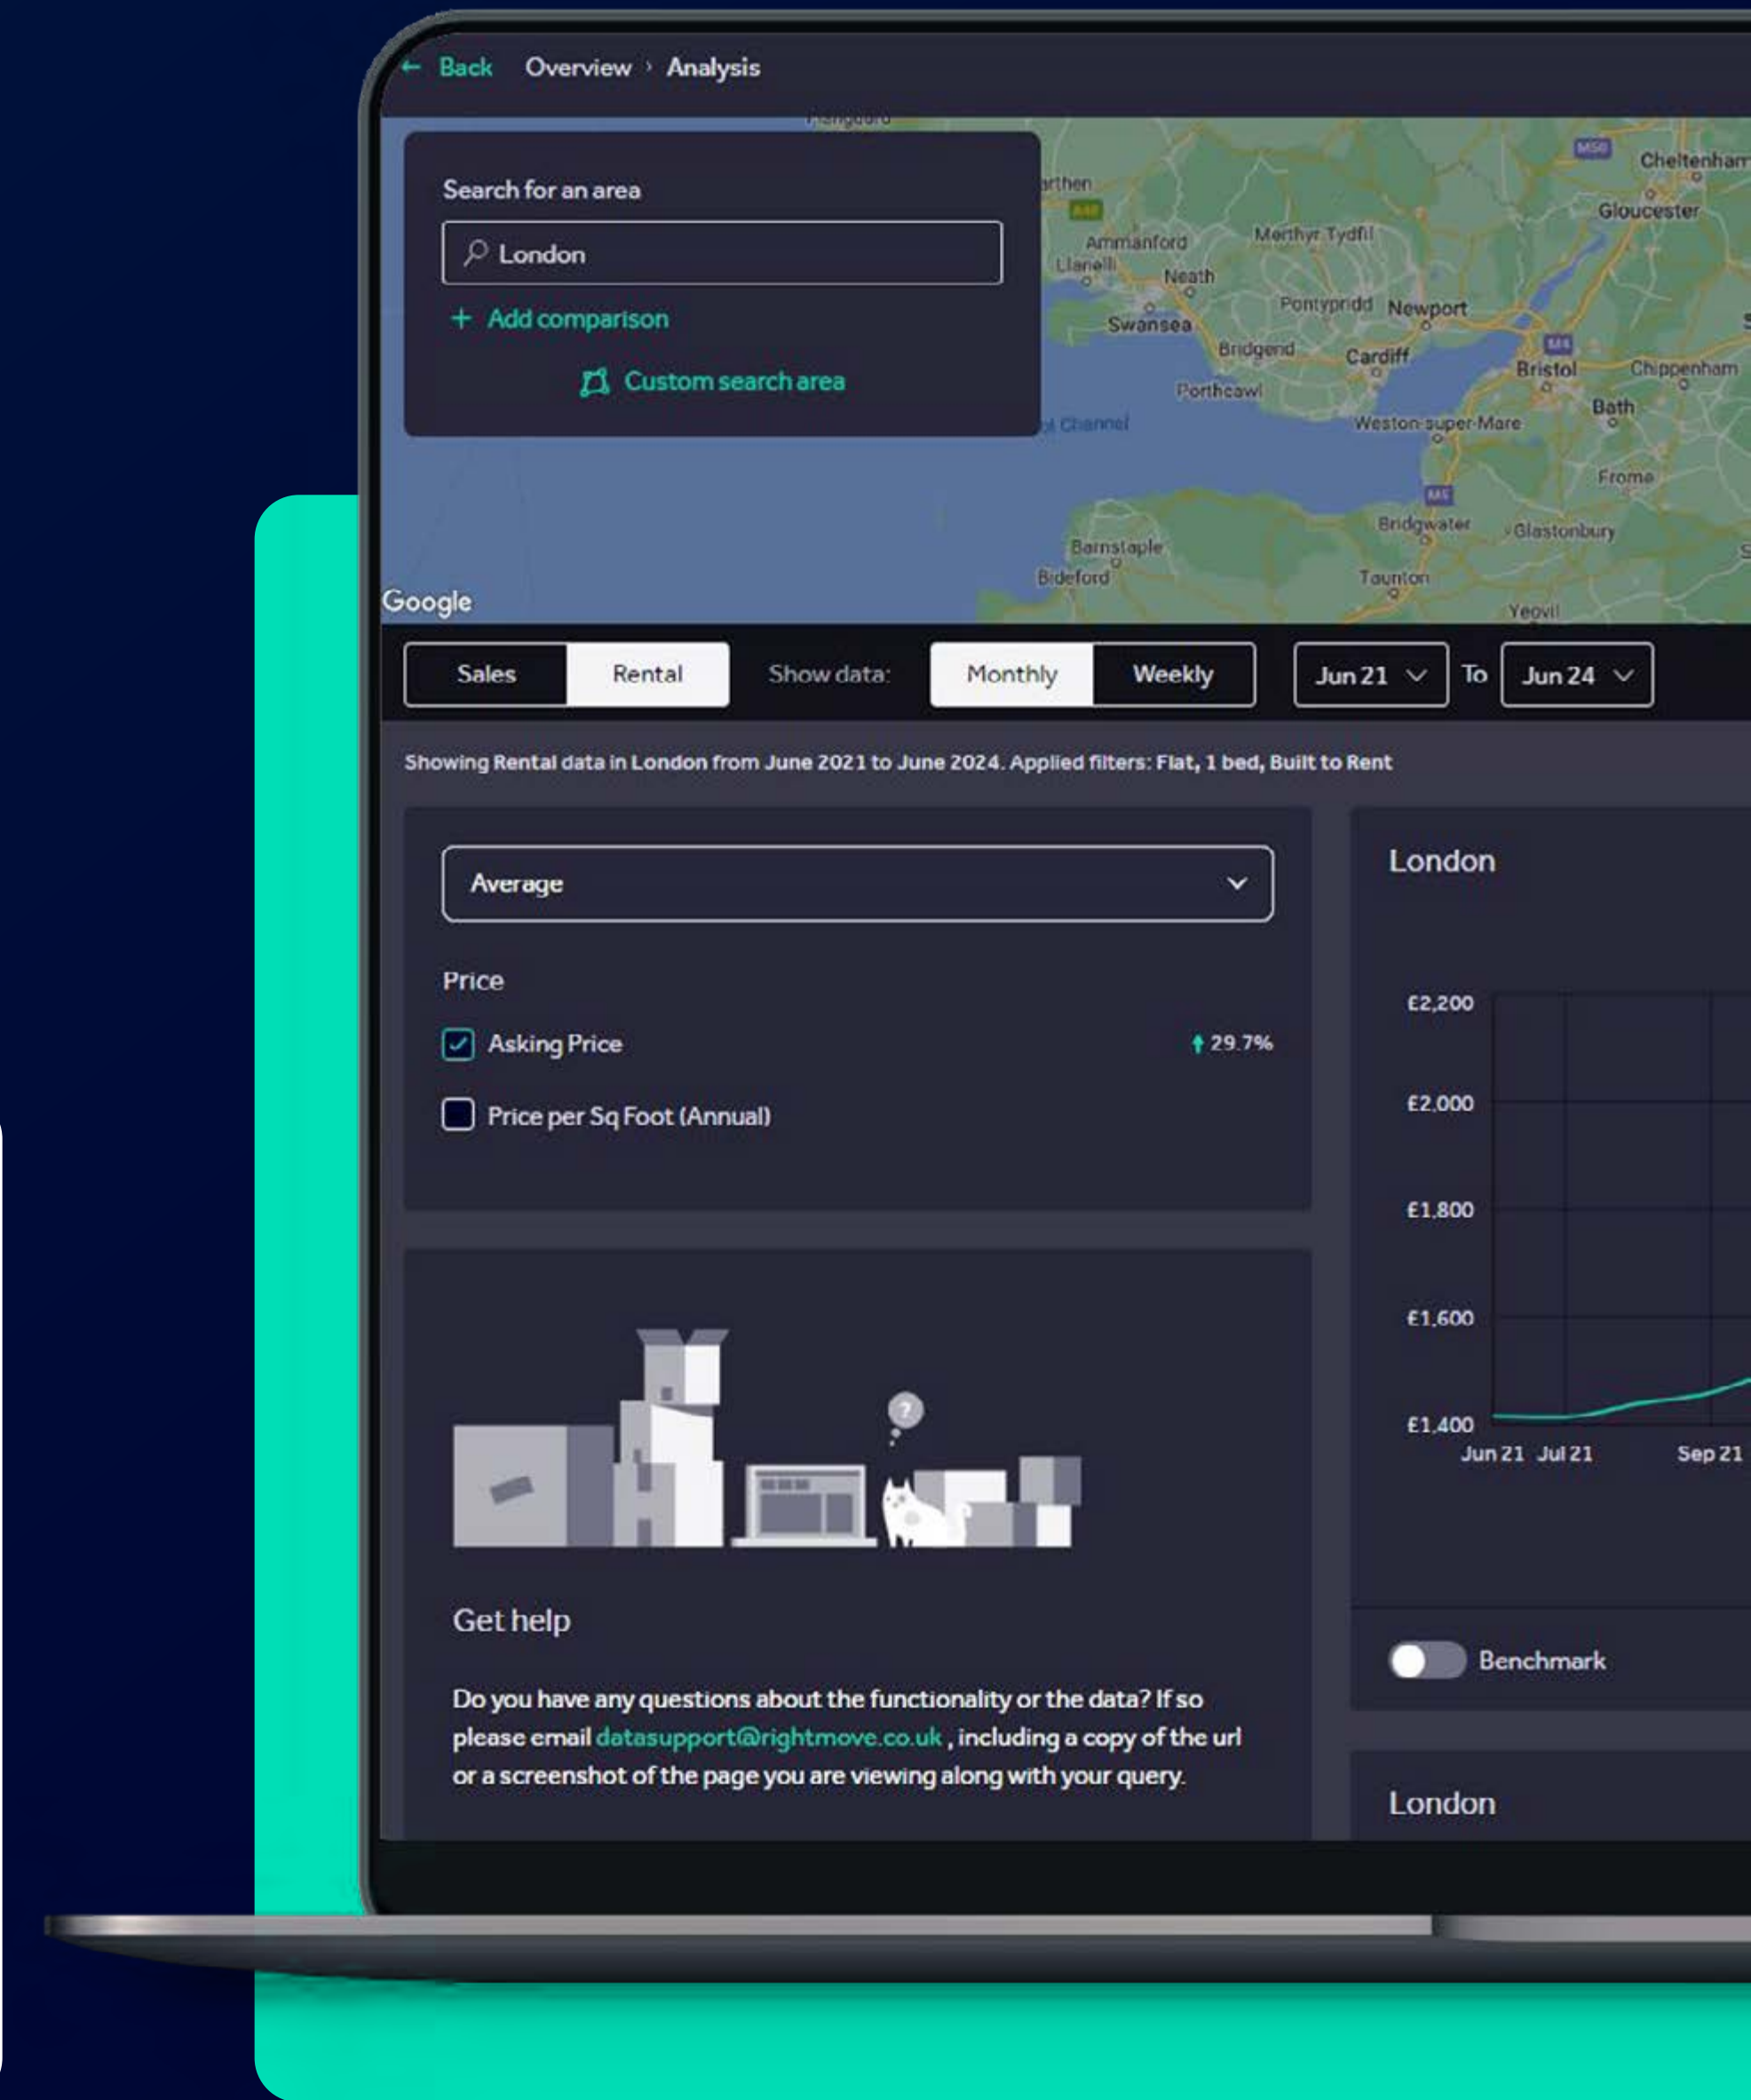 ← Back Overview › Analysis
Search for an area
London
+ Add comparison
Custom search area
M50
Cheltenham
Gloucester
A40
Ammanford
Merthyr Tydfil
Llanelli
Neath
Pontypridd
Newport
Swansea
M4
Bridgend
Cardiff
Bristol
Chippenham
Porthcawl
Bath
Channel
Weston-super-Mare
Frome
M5
Bridgwater
Glastonbury
Barnstaple
Bideford
Taunton
Google
Yeovil
Sales Rental Show data: Monthly Weekly Jun 21 To Jun 24
Showing Rental data in London from June 2021 to June 2024. Applied filters: Flat, 1 bed, Built to Rent
Average
Price
Asking Price 29.7%
Price per Sq Foot (Annual)
London
£2,200
£2,000
£1,800
£1,600
£1,400
Jun 21 Jul 21 Sep 21
?
Get help
Do you have any questions about the functionality or the data? If so
please email datasupport@rightmove.co.uk , including a copy of the url
or a screenshot of the page you are viewing along with your query.
Benchmark
London